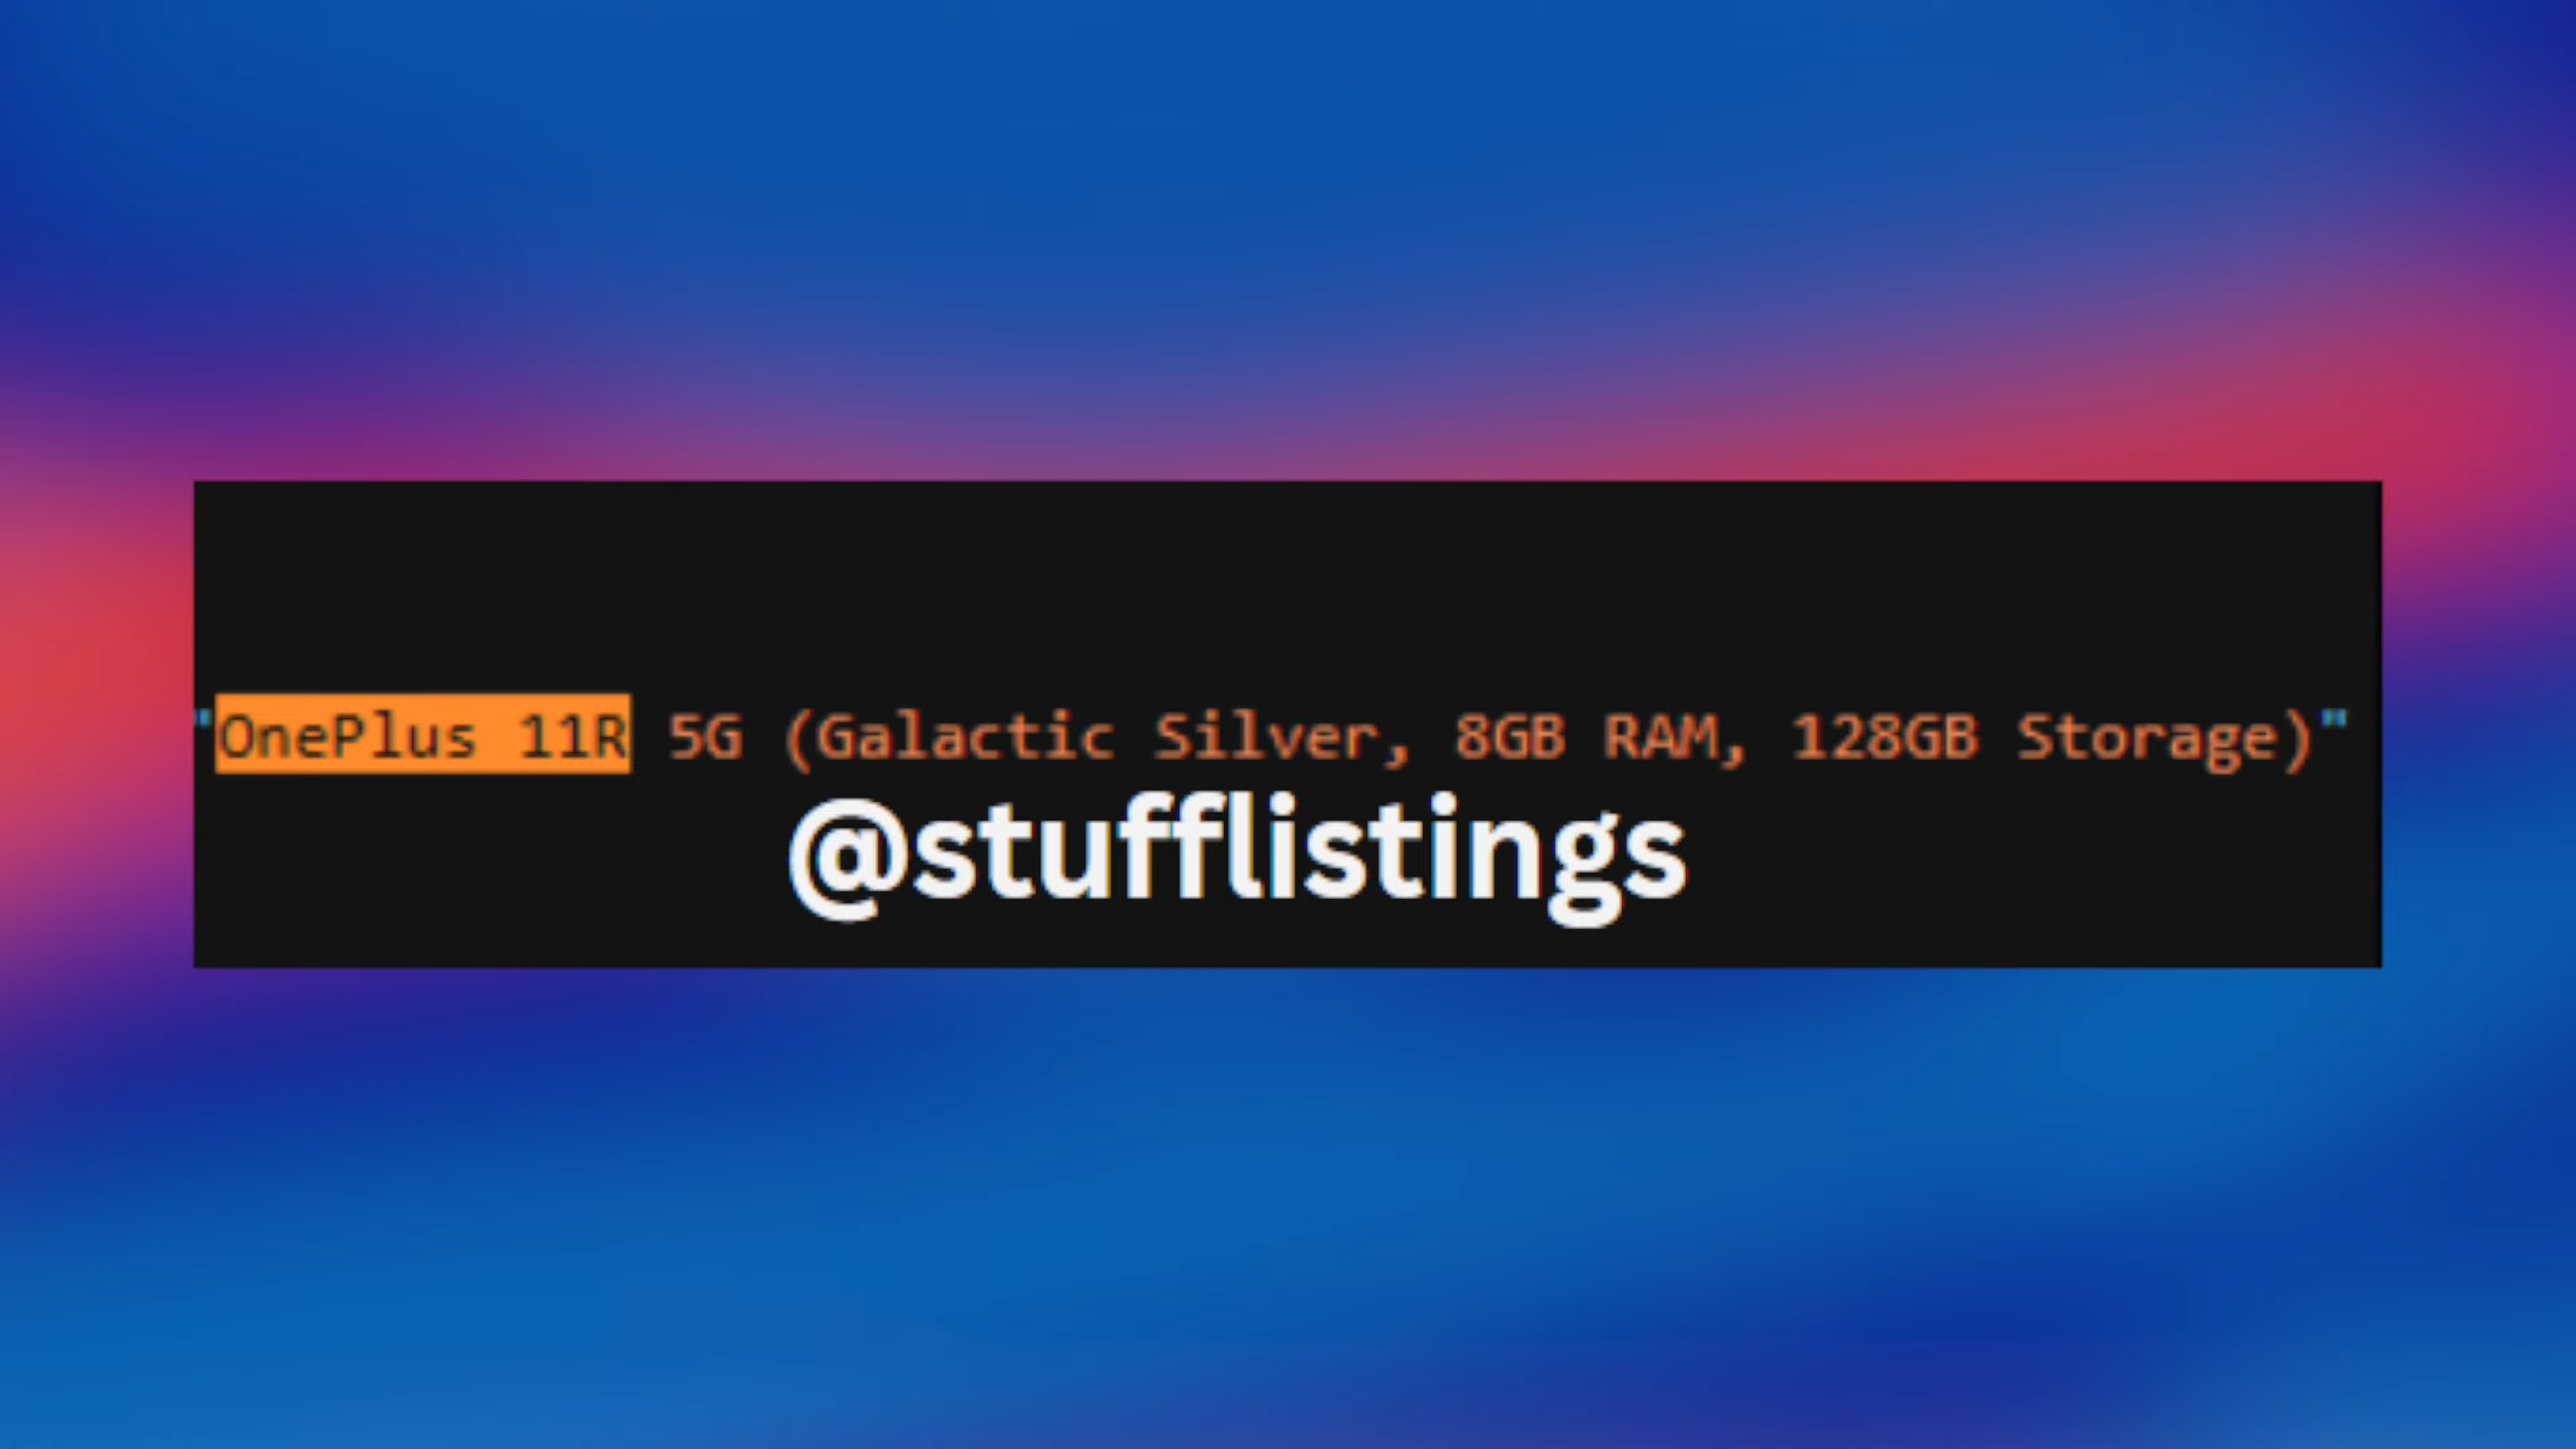 "OnePlus 11R 5G (Galactic Silver, 8GB RAM, 128GB Storage)"
@stufflistings